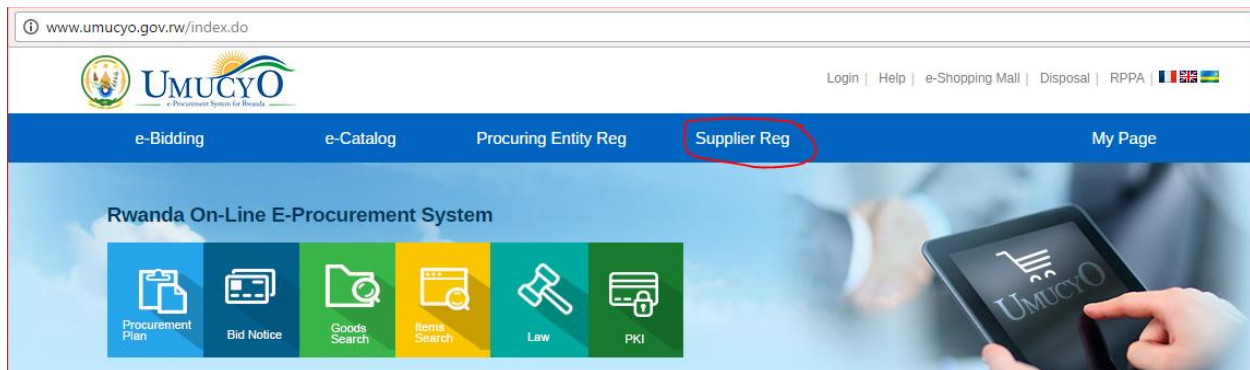 www.umucyo.gov.rw/index.do
UMUCYO
e-Procurement System for Rwanda
Login | Help | e-Shopping Mall | Disposal | RPPA |
e-Bidding e-Catalog Procuring Entity Reg Supplier Reg My Page
Rwanda On-Line E-Procurement System
Procurement Plan
Bid Notice
Goods Search
Items Search
Law
PKI
UMUCYO